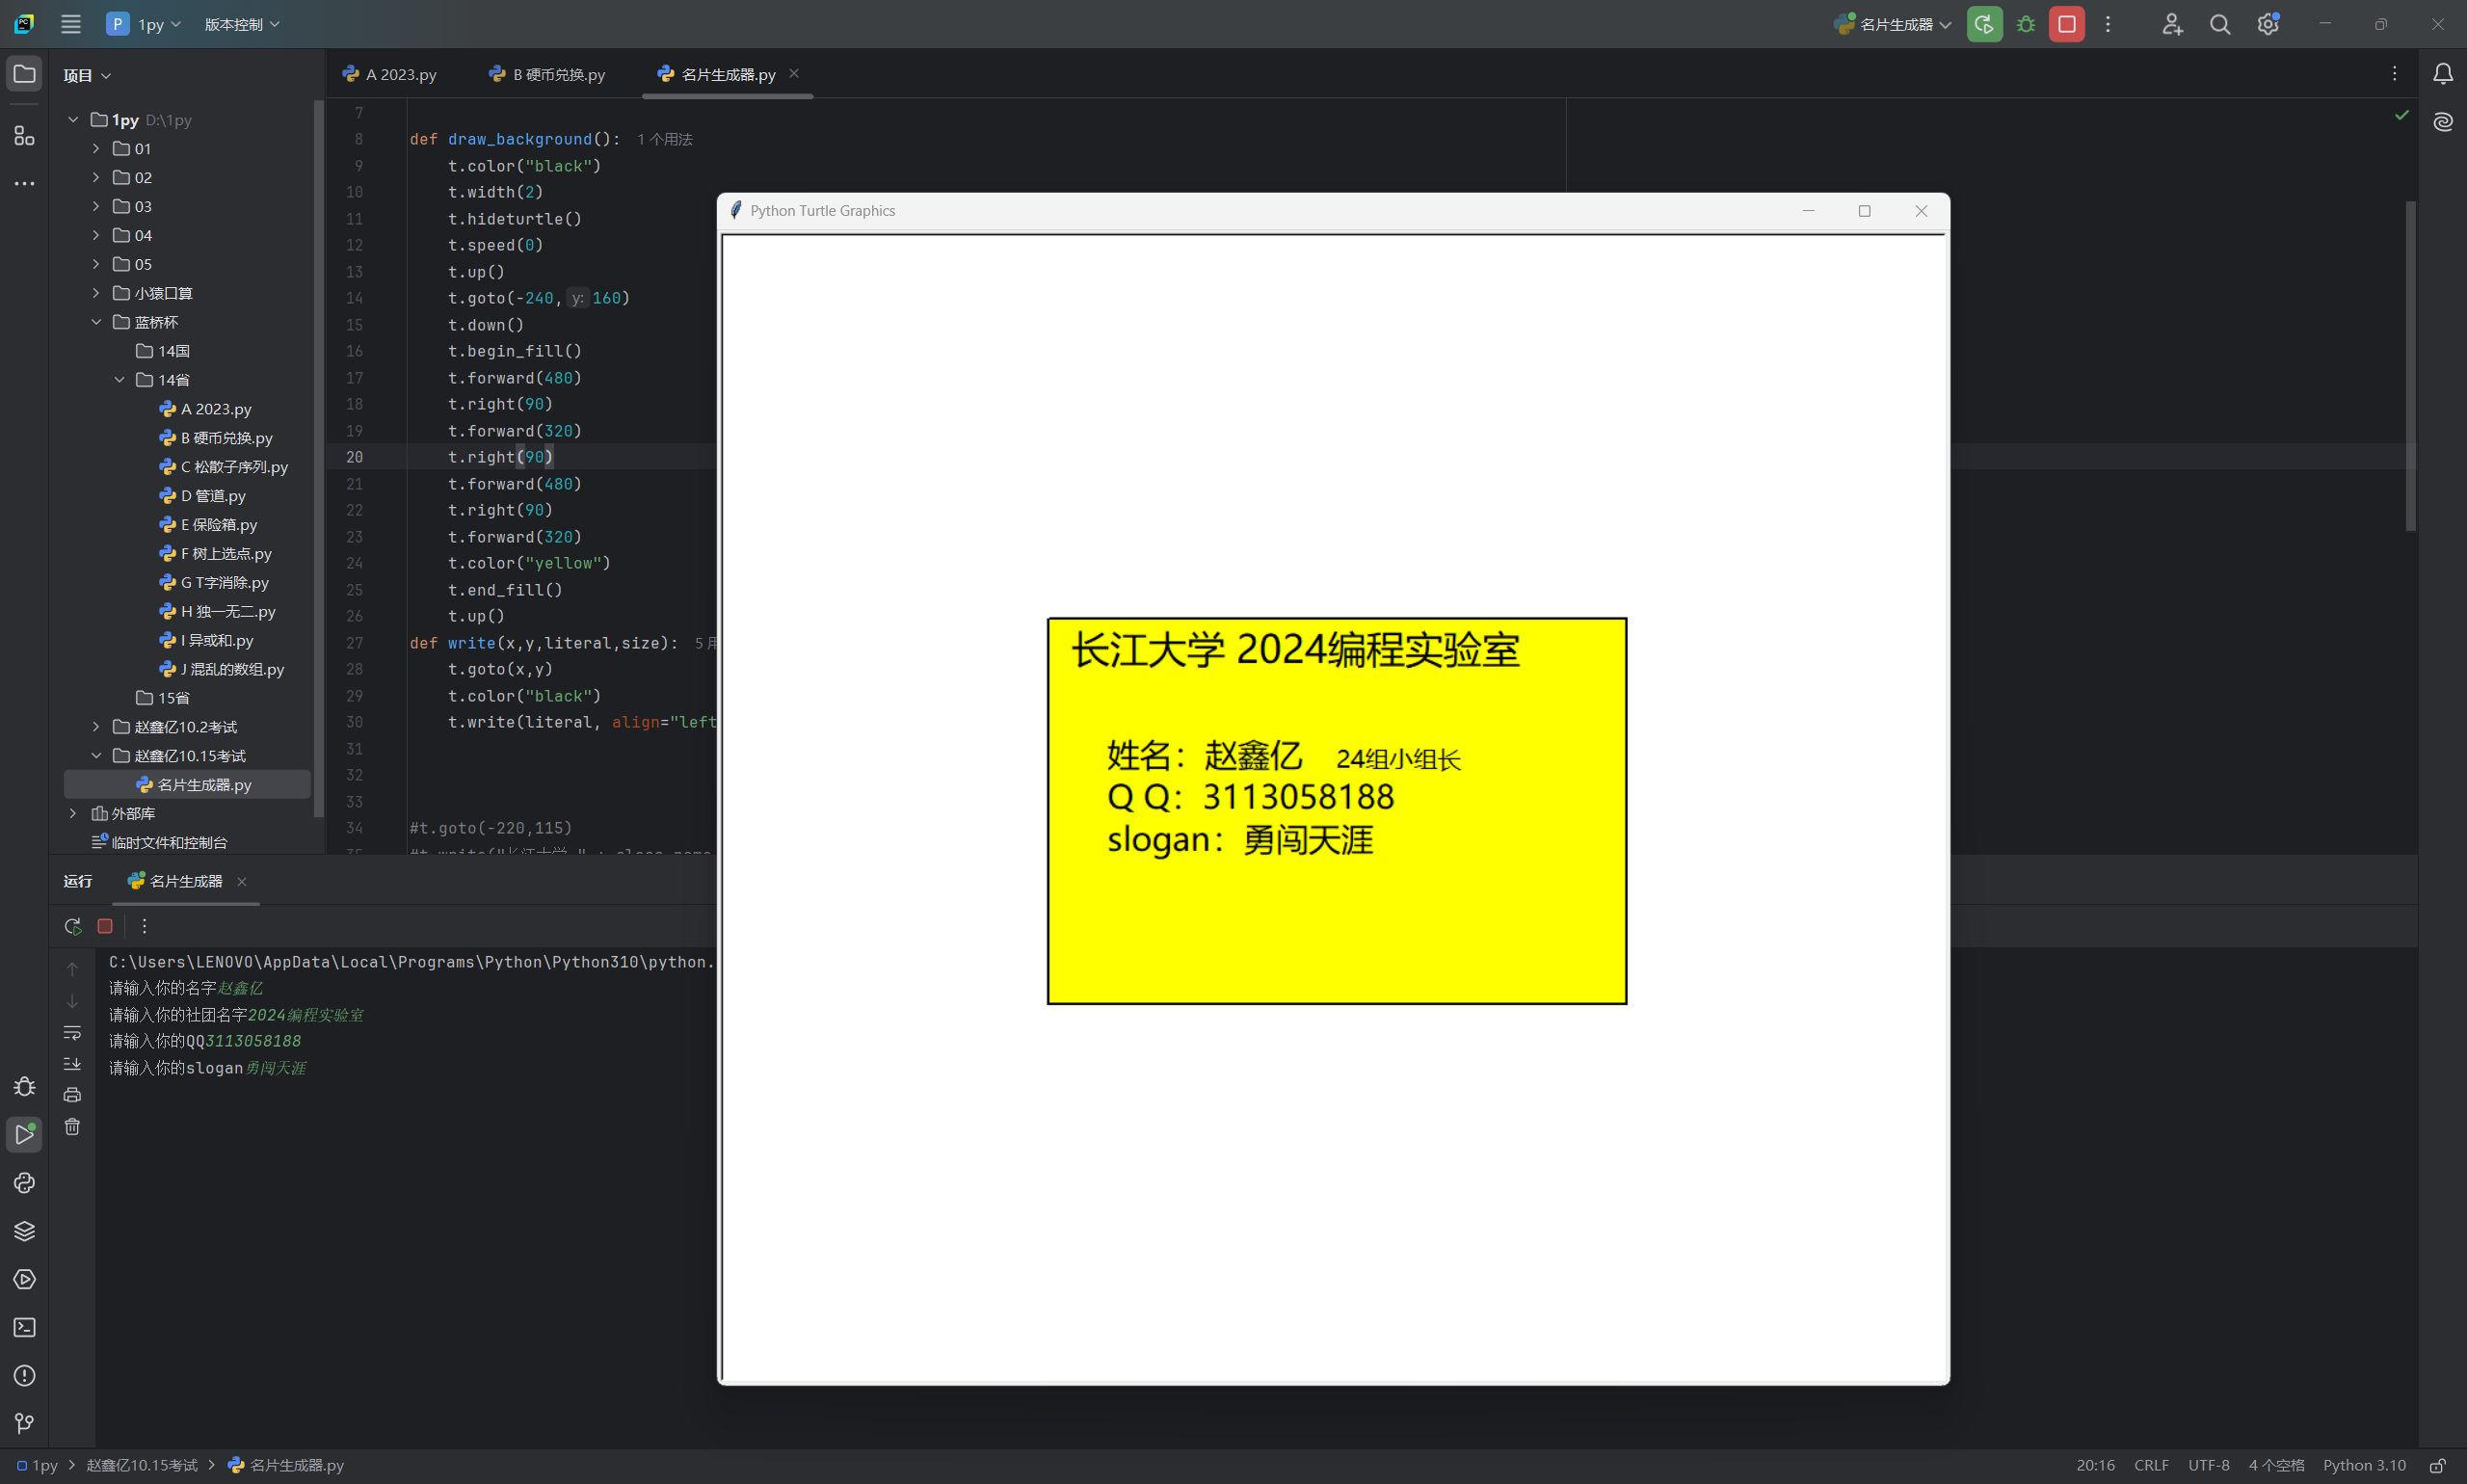 P 1py 版本控制 名片生成器
项目
A 2023.py B 硬币兑换.py 名片生成器.py
1py D:\1py
01
02
03
04
05
小猿口算
蓝桥杯
14国
14省
A 2023.py
B 硬币兑换.py
C 松散子序列.py
D 管道.py
E 保险箱.py
F 树上选点.py
G T字消除.py
H 独一无二.py
I 异或和.py
J 混乱的数组.py
15省
赵鑫亿10.2考试
赵鑫亿10.15考试
名片生成器.py
外部库
临时文件和控制台
7
8 def draw_background(): 1 个用法
9 t.color("black")
10 t.width(2)
11 t.hideturtle()
12 t.speed(0)
13 t.up()
14 t.goto(-240, y: 160)
15 t.down()
16 t.begin_fill()
17 t.forward(480)
18 t.right(90)
19 t.forward(320)
20 t.right(90)
21 t.forward(480)
22 t.right(90)
23 t.forward(320)
24 t.color("yellow")
25 t.end_fill()
26 t.up()
27 def write(x,y,literal,size): 5
28 t.goto(x,y)
29 t.color("black")
30 t.write(literal, align="left
31
32
33
34 #t.goto(-220,115)
Python Turtle Graphics
长江大学 2024编程实验室
姓名：赵鑫亿 24组小组长
Q Q：3113058188
slogan：勇闯天涯
运行 名片生成器
C:\Users\LENOVO\AppData\Local\Programs\Python\Python310\python.
请输入你的名字赵鑫亿
请输入你的社团名字2024编程实验室
请输入你的QQ3113058188
请输入你的slogan勇闯天涯
1py > 赵鑫亿10.15考试 > 名片生成器.py 20:16 CRLF UTF-8 4 个空格 Python 3.10